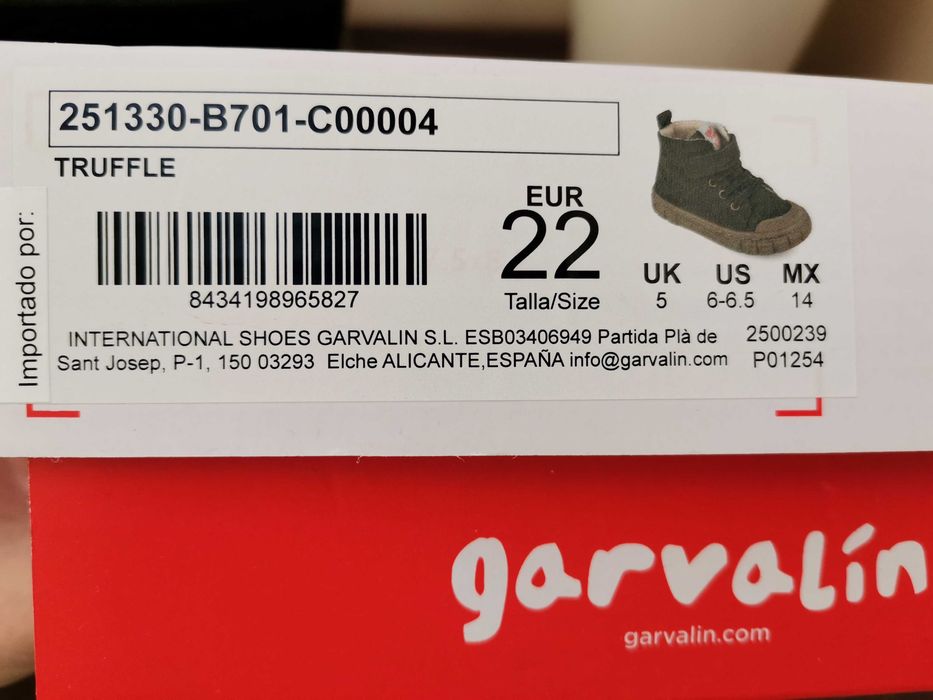 251330-B701-C00004
TRUFFLE
Importado por:
8434198965827
EUR
22
Talla/Size
UK US MX
5 6-6.5 14
INTERNATIONAL SHOES GARVALIN S.L. ESB03406949 Partida Plà de 2500239
Sant Josep, P-1, 150 03293 Elche ALICANTE,ESPAÑA info@garvalin.com P01254
garvalín
garvalin.com